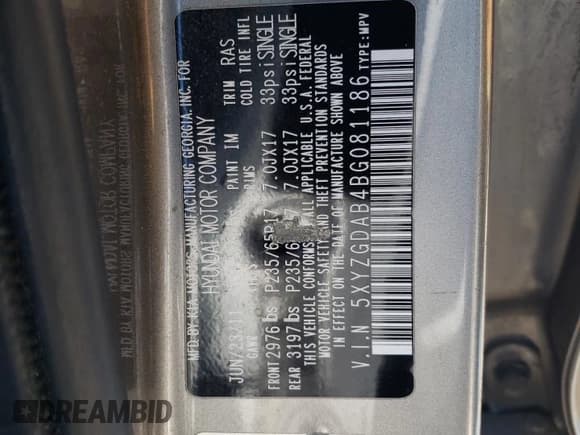 MFD BY KIA MOTORS MANUFACTURING GEORGIA, INC. FOR
HYUNDAI MOTOR COMPANY
JUN/23/11 PAINT IM TRIM RAS
GAWR RIMS COLD TIRE INFL
FRONT 2976 lbs P235/65R17 7.0JX17 33psi SINGLE
REAR 3197 lbs P235/6 7.0JX17 33psi SINGLE
THIS VEHICLE CONFORMS TO ALL APPLICABLE U.S.A. FEDERAL
MOTOR VEHICLE SAFETY AND THEFT PREVENTION STANDARDS
IN EFFECT ON THE DATE OF MANUFACTURE SHOWN ABOVE.
V.I.N 5XYZGDAB4BG081186 TYPE:MPV
DREAMBID